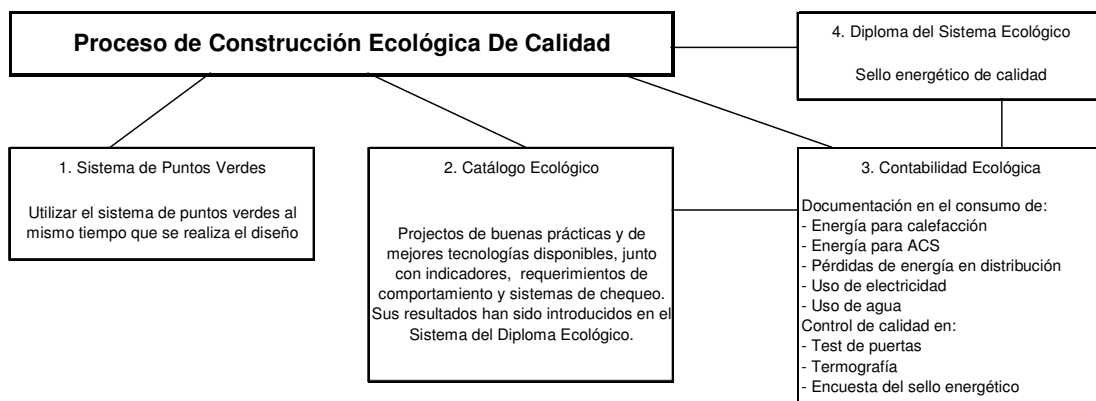 Proceso de Construcción Ecológica De Calidad
4. Diploma del Sistema Ecológico
Sello energético de calidad
1. Sistema de Puntos Verdes
Utilizar el sistema de puntos verdes al
mismo tiempo que se realiza el diseño
2. Catálogo Ecológico
Projectos de buenas prácticas y de
mejores tecnologías disponibles, junto
con indicadores, requerimientos de
comportamiento y sistemas de chequeo.
Sus resultados han sido introducidos en el
Sistema del Diploma Ecológico.
3. Contabilidad Ecológica
Documentación en el consumo de:
- Energía para calefacción
- Energía para ACS
- Pérdidas de energía en distribución
- Uso de electricidad
- Uso de agua
Control de calidad en:
- Test de puertas
- Termografía
- Encuesta del sello energético